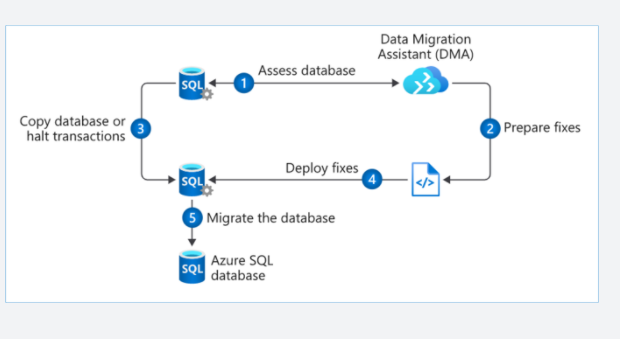 Data Migration
Assistant (DMA)
SQL
1
Assess database
Copy database or
halt transactions
3
2
Prepare fixes
Deploy fixes
SQL
4
</>
5
Migrate the database
SQL
Azure SQL
database